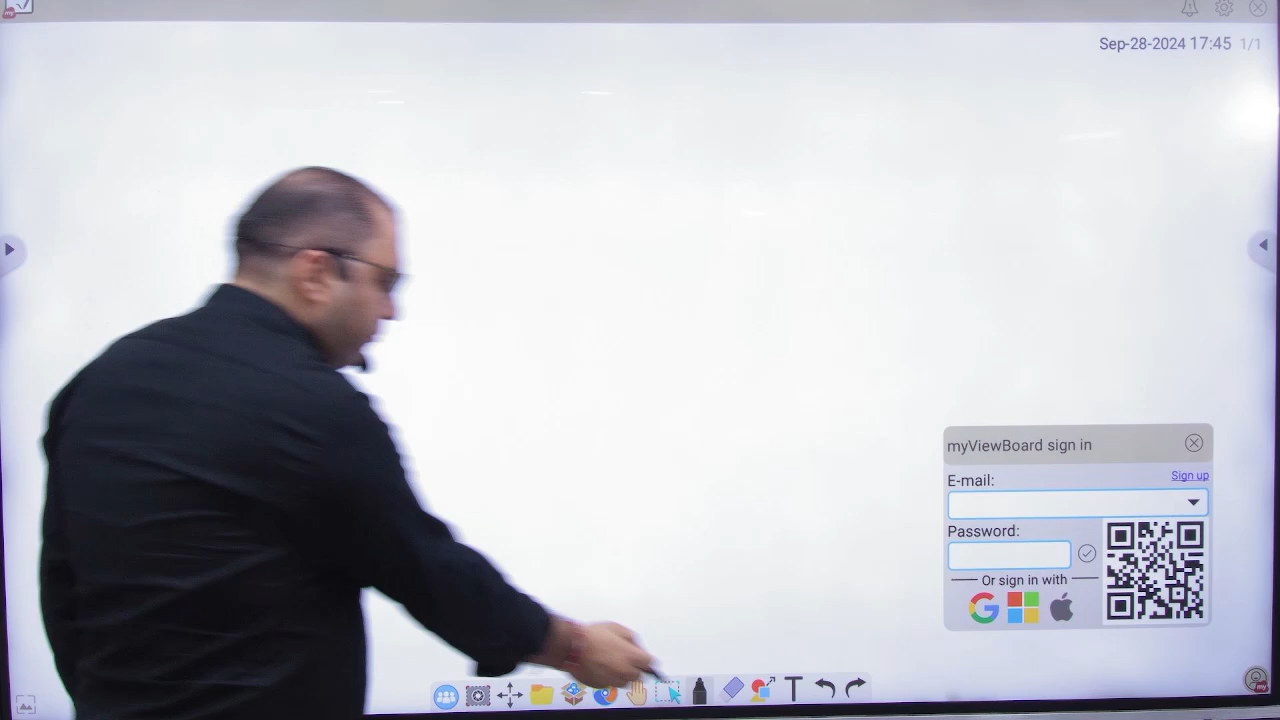 Sep-28-2024 17:45 1/1
myViewBoard sign in
E-mail:
Sign up
Password:
Or sign in with